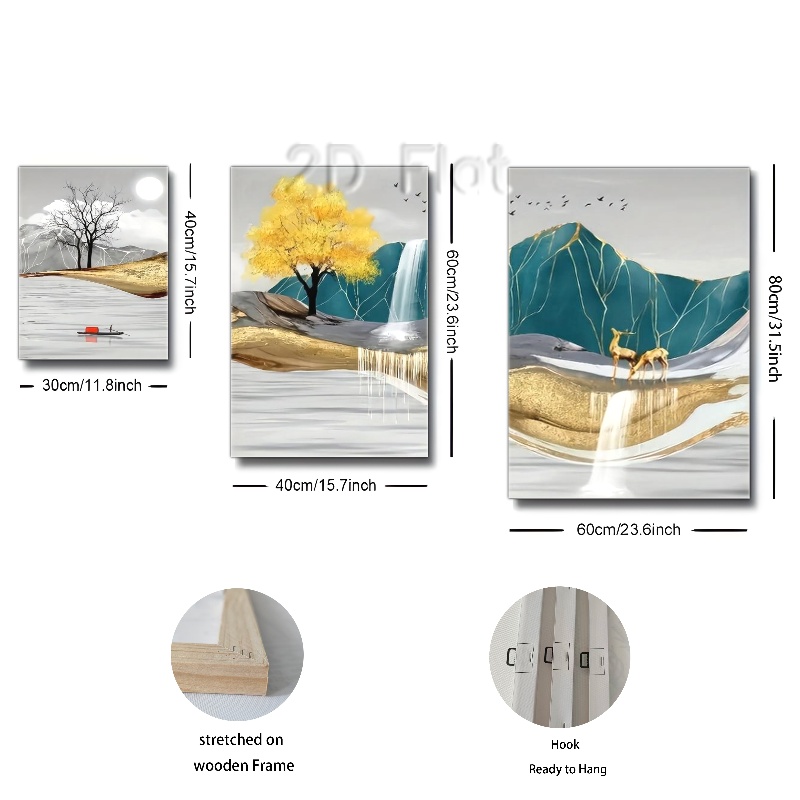 2D Flat
40cm/15.7inch
30cm/11.8inch
60cm/23.6inch
40cm/15.7inch
80cm/31.5inch
60cm/23.6inch
stretched on
wooden Frame
Hook
Ready to Hang